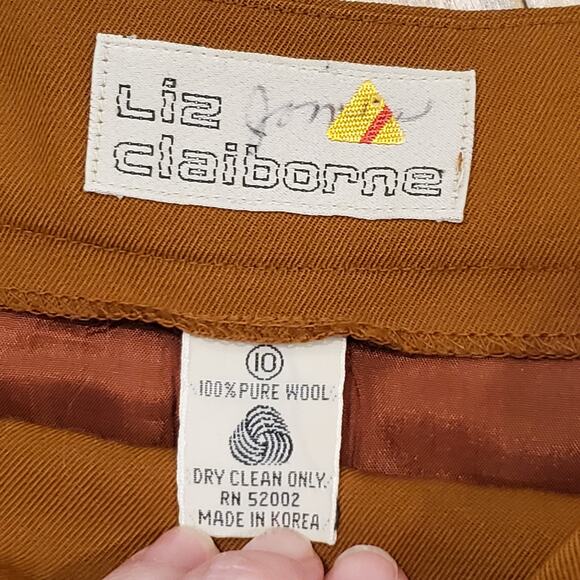 Liz
claiborne
10
100% PURE WOOL
DRY CLEAN ONLY.
RN 52002
MADE IN KOREA